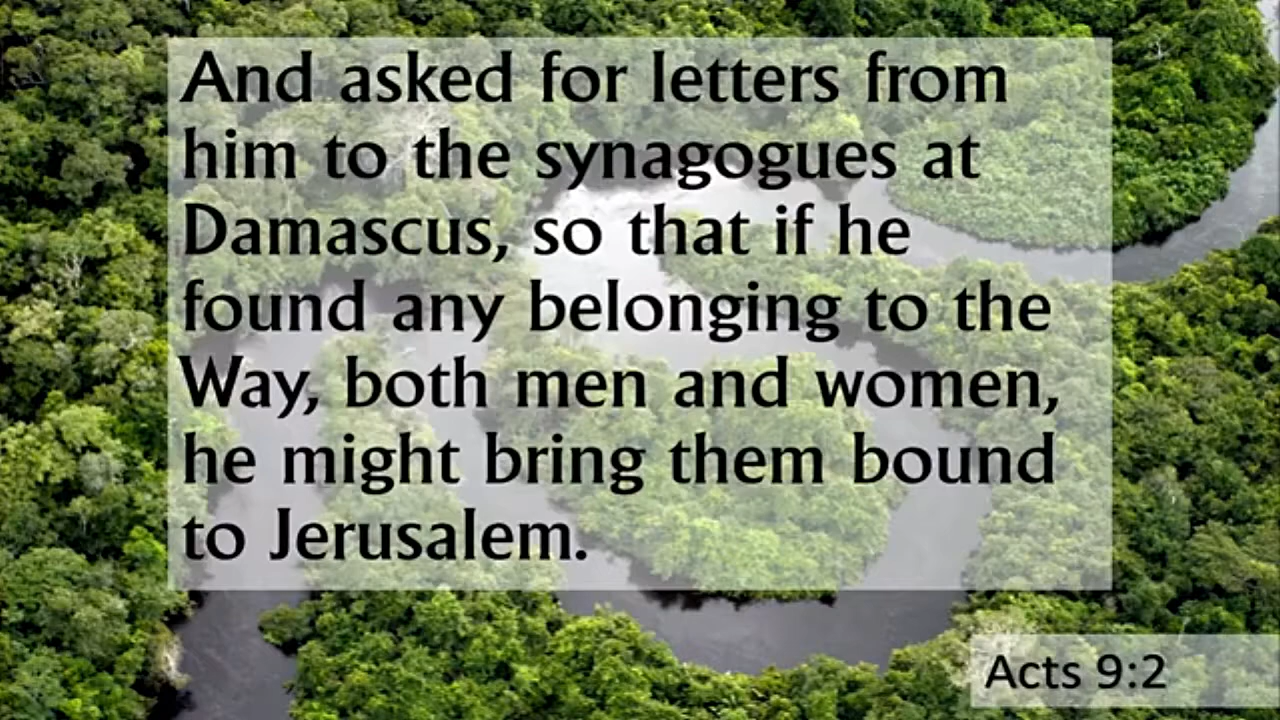 And asked for letters from
him to the synagogues at
Damascus, so that if he
found any belonging to the
Way, both men and women,
he might bring them bound
to Jerusalem.
Acts 9:2